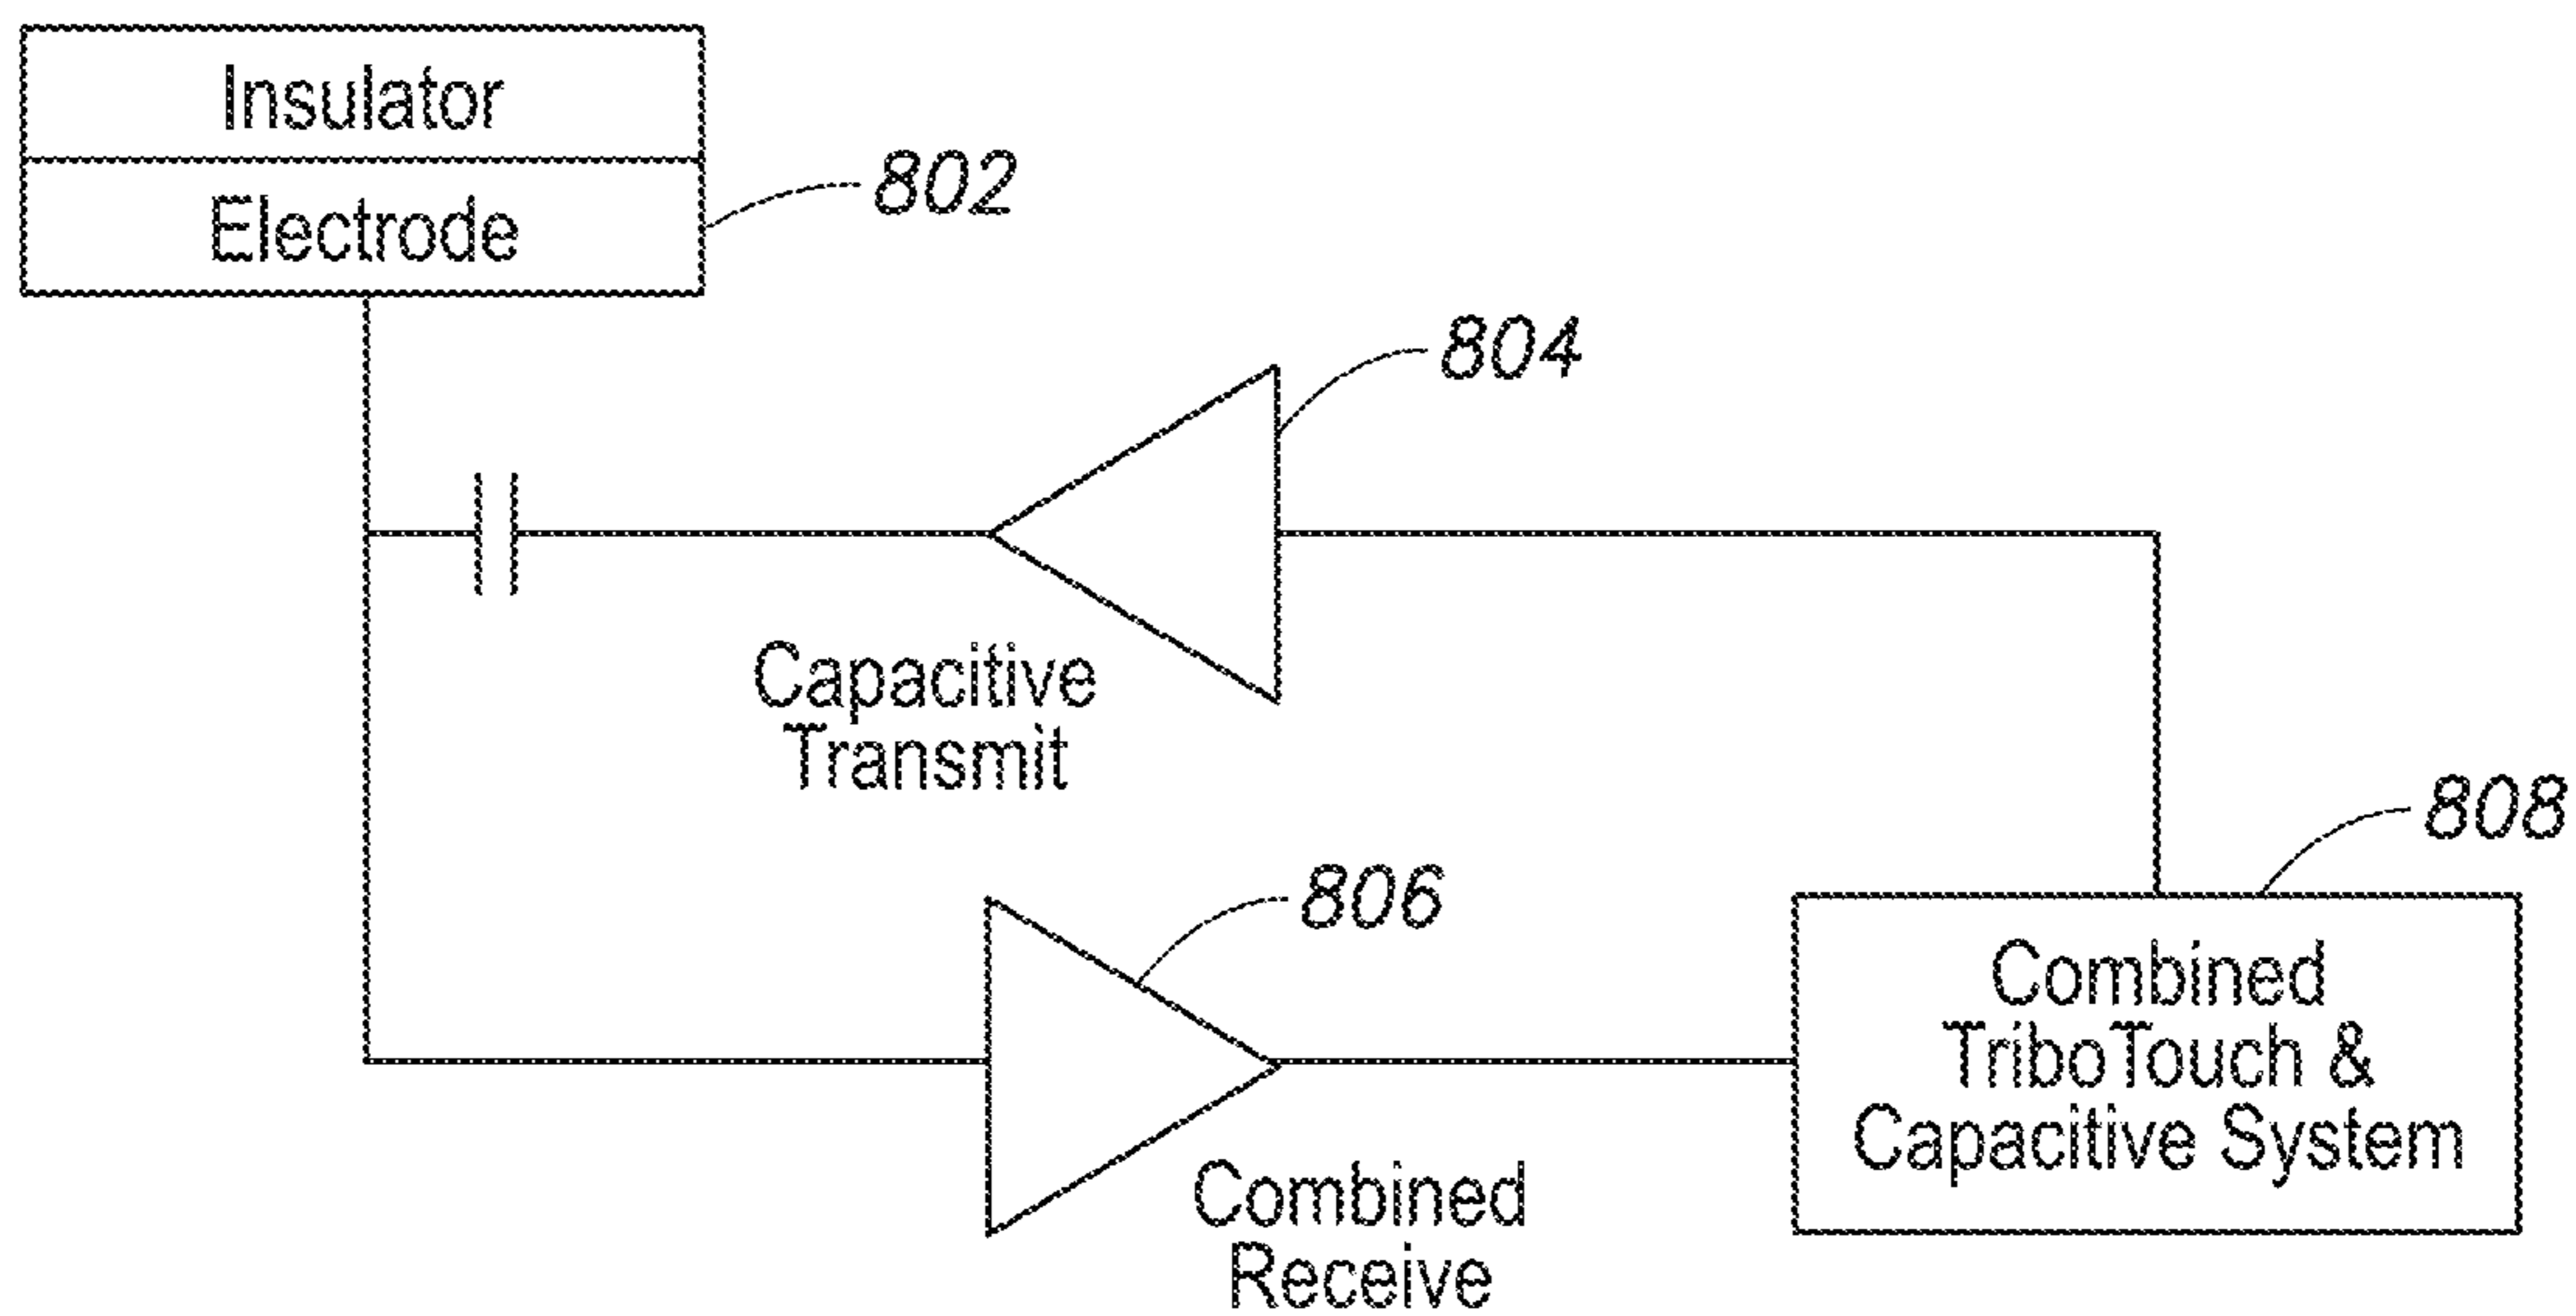 Insulator
Electrode
802
804
Capacitive
Transmit
806
808
Combined
TriboTouch &
Capacitive System
Combined
Receive